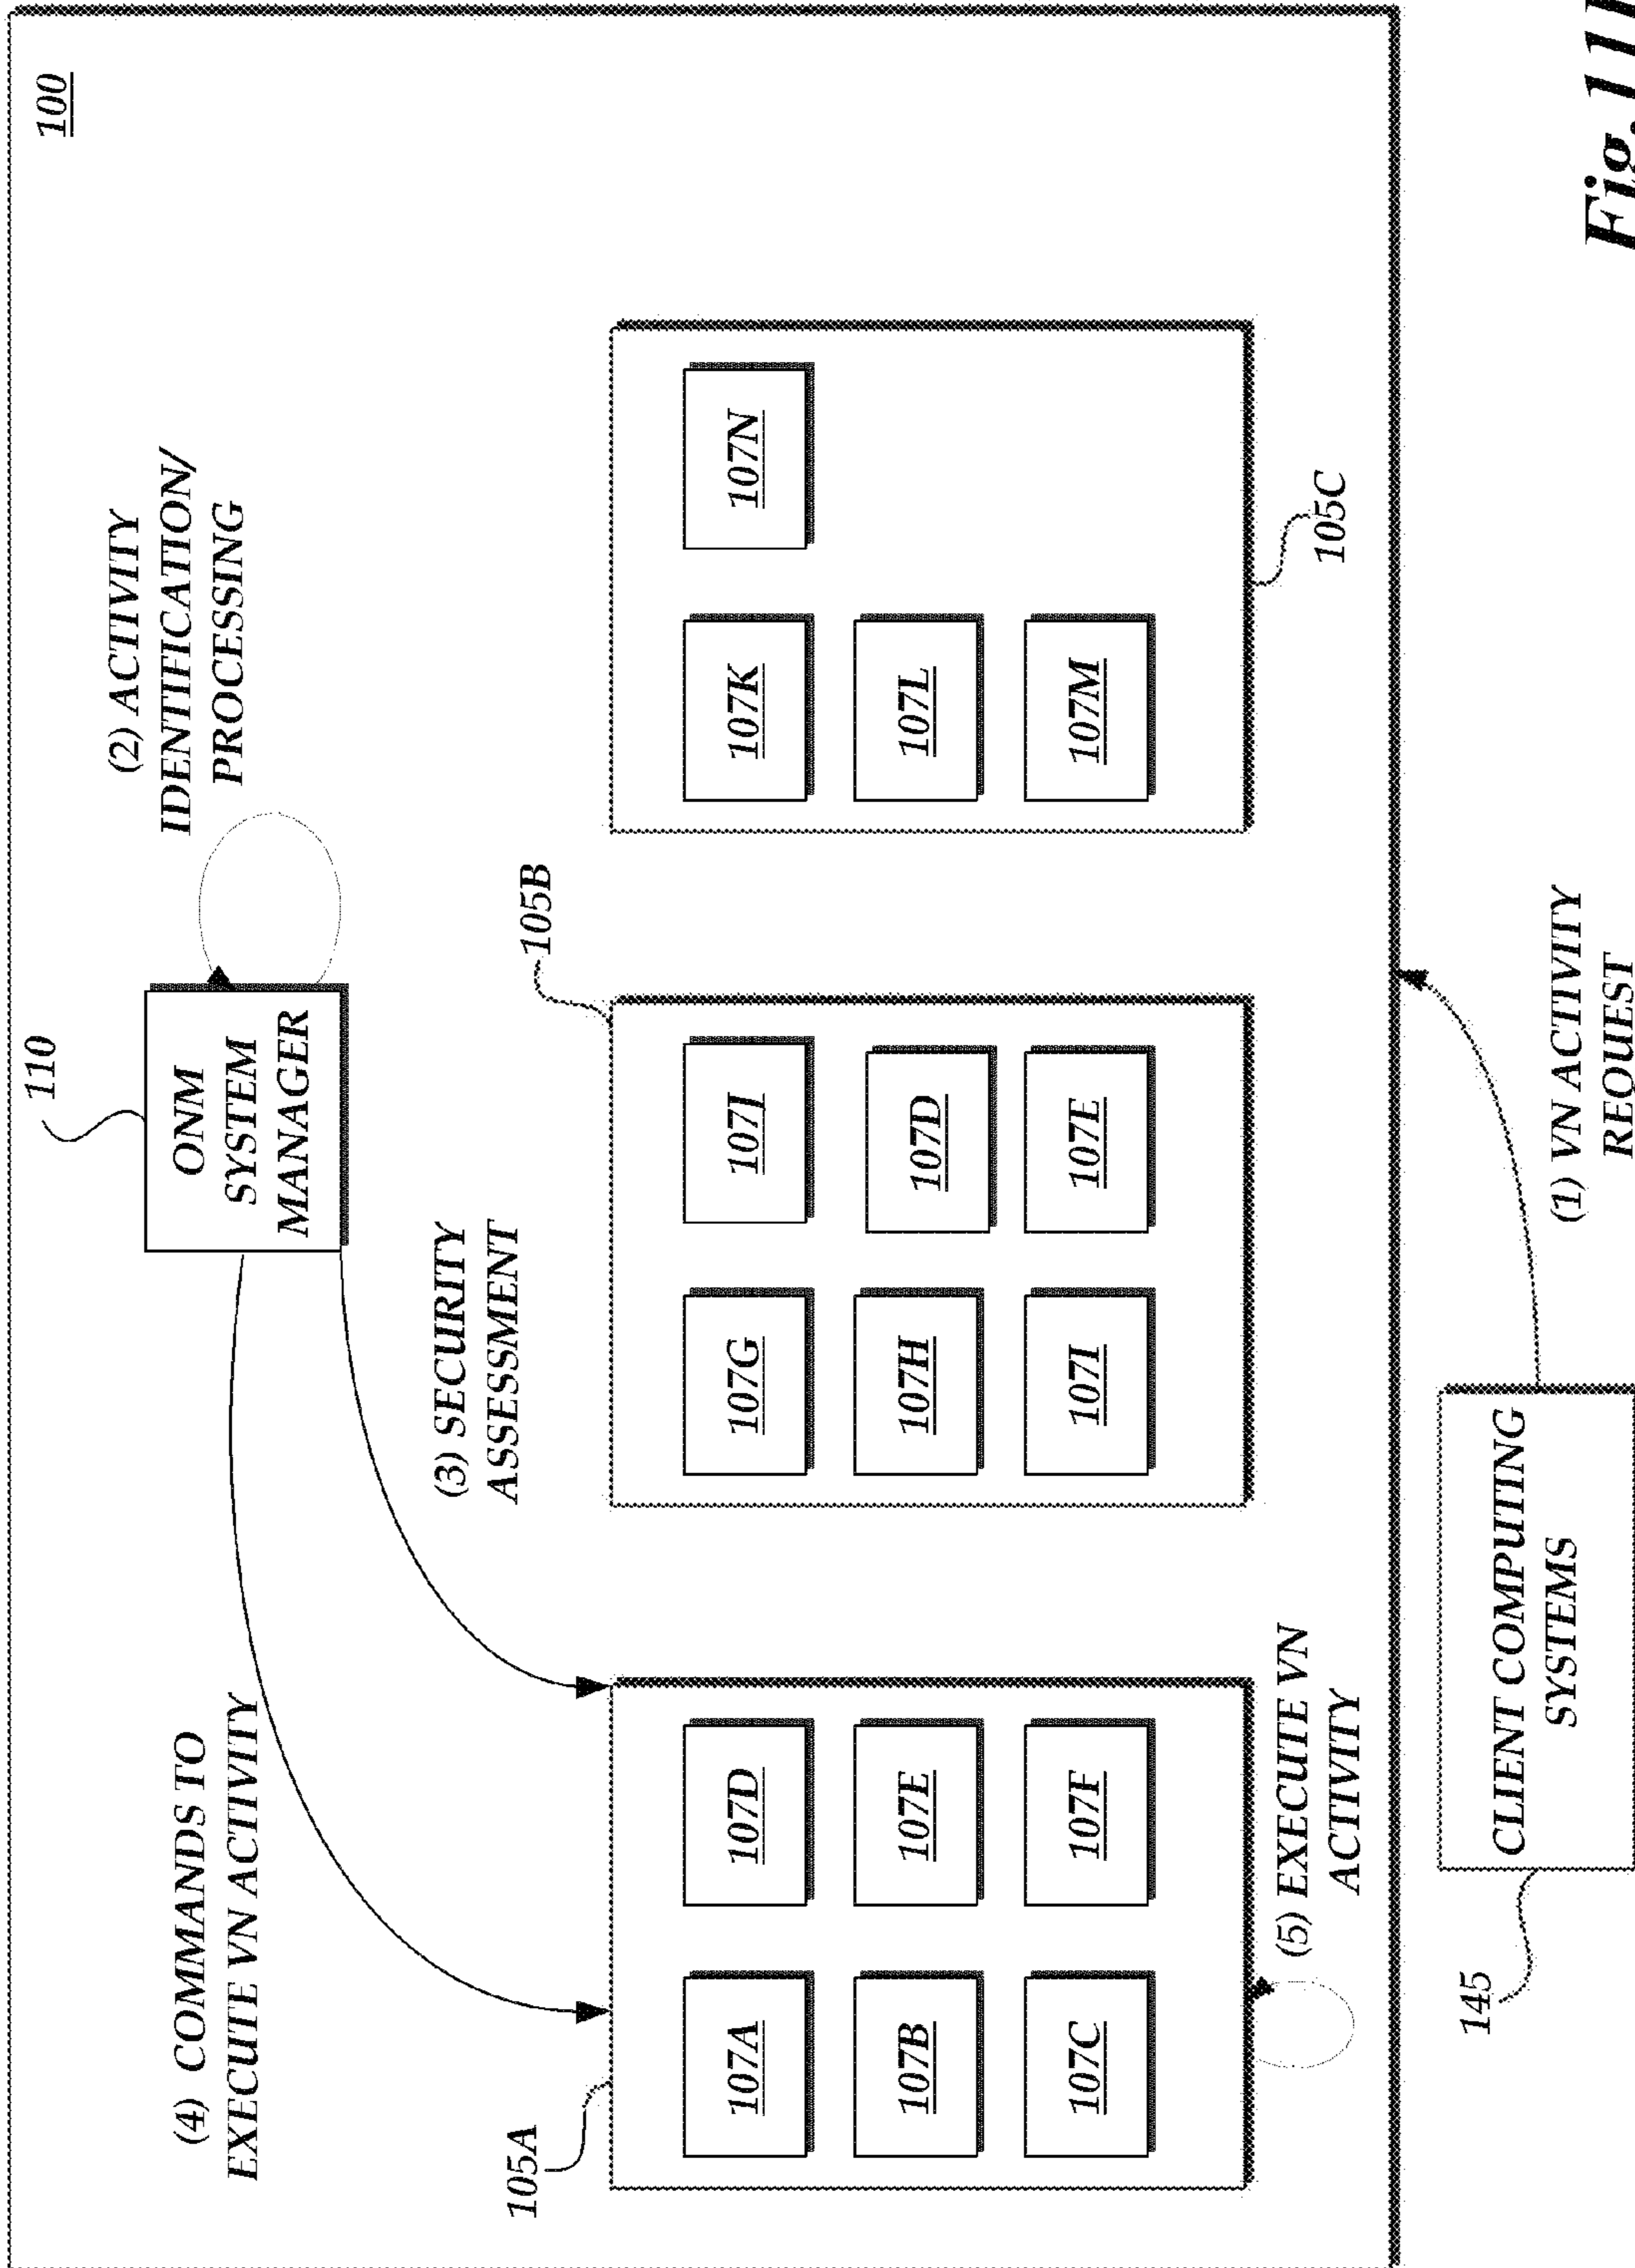 100
110
(2) ACTIVITY
IDENTIFICATION/
PROCESSING
ONM
SYSTEM
MANAGER
(4) COMMANDS TO
EXECUTE VN ACTIVITY
(3) SECURITY
ASSESSMENT
105A
107A
107D
107B
107E
107C
107F
(5) EXECUTE VN
ACTIVITY
105B
107G
107J
107H
107D
107I
107E
107K
107N
107L
107M
105C
145
CLIENT COMPUTING
SYSTEMS
(1) VN ACTIVITY
REQUEST
Fig.11